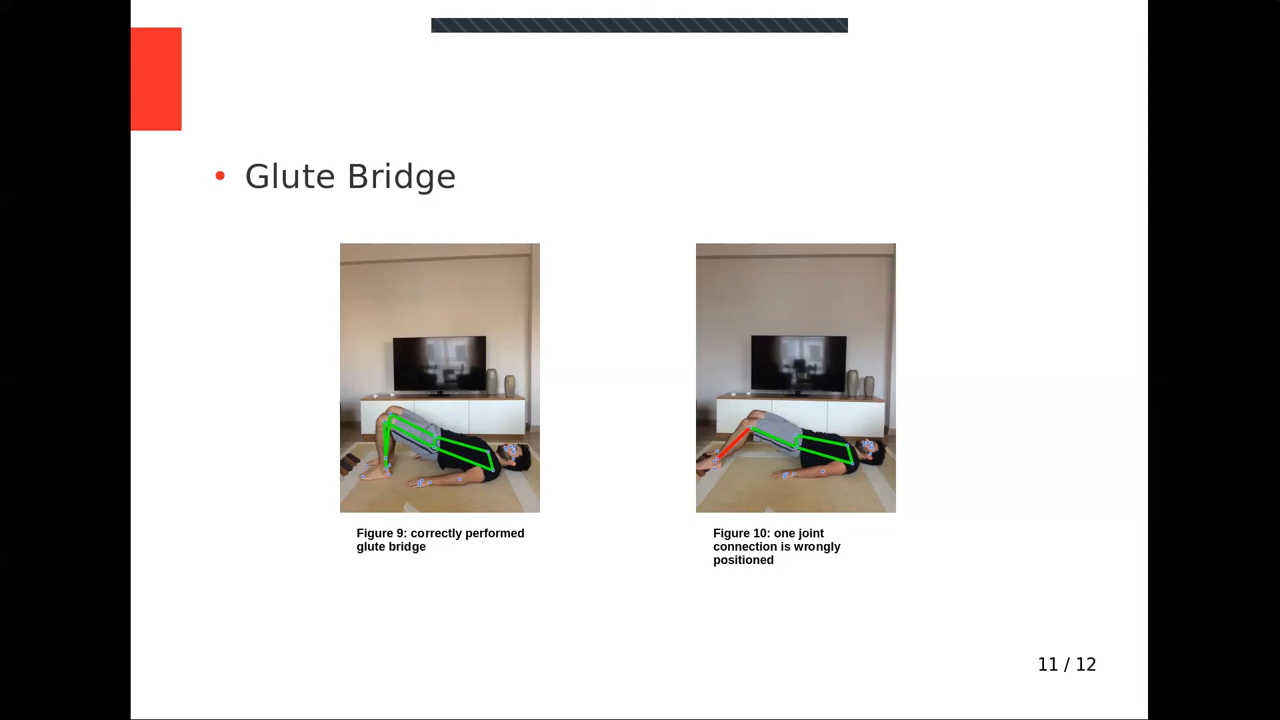 • Glute Bridge
Figure 9: correctly performed
glute bridge
Figure 10: one joint
connection is wrongly
positioned
11 / 12